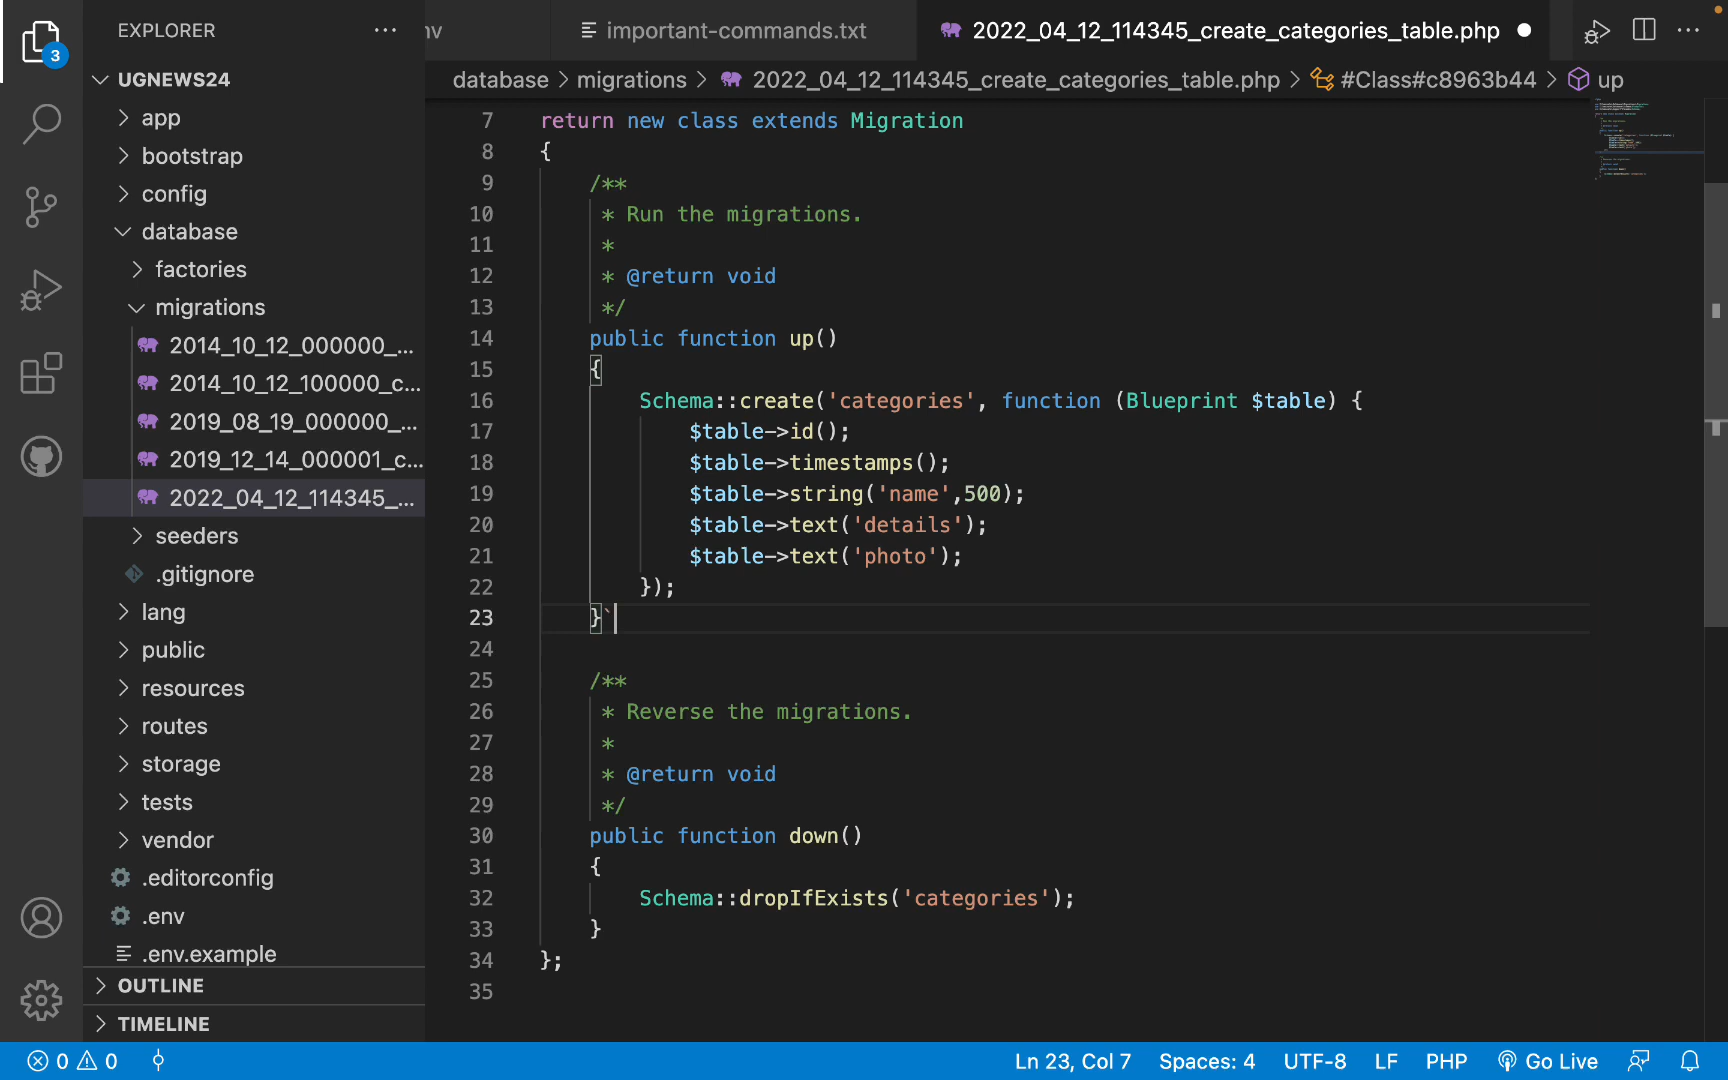 3
EXPLORER
...
nv
important-commands.txt
2022_04_12_114345_create_categories_table.php
...
UGNEWS24
app
bootstrap
config
database
factories
migrations
2014_10_12_000000_...
2014_10_12_100000_c...
2019_08_19_000000_...
2019_12_14_000001_c...
2022_04_12_114345_...
seeders
.gitignore
lang
public
resources
routes
storage
tests
vendor
.editorconfig
.env
.env.example
OUTLINE
TIMELINE
database > migrations > 2022_04_12_114345_create_categories_table.php > #Class#c8963b44 > up
7 return new class extends Migration
8 {
9 /**
10 * Run the migrations.
11 *
12 * @return void
13 */
14 public function up()
15 {
16 Schema::create('categories', function (Blueprint $table) {
17 $table->id();
18 $table->timestamps();
19 $table->string('name',500);
20 $table->text('details');
21 $table->text('photo');
22 });
23 }`
24
25 /**
26 * Reverse the migrations.
27 *
28 * @return void
29 */
30 public function down()
31 {
32 Schema::dropIfExists('categories');
33 }
34 };
35
0 0
Ln 23, Col 7 Spaces: 4 UTF-8 LF PHP Go Live